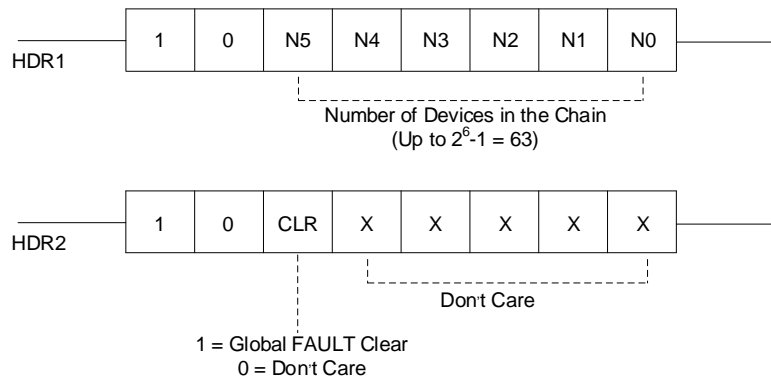 HDR1 1 0 N5 N4 N3 N2 N1 N0
Number of Devices in the Chain
(Up to 2⁶-1 = 63)
HDR2 1 0 CLR X X X X X
Don't Care
1 = Global FAULT Clear
0 = Don't Care